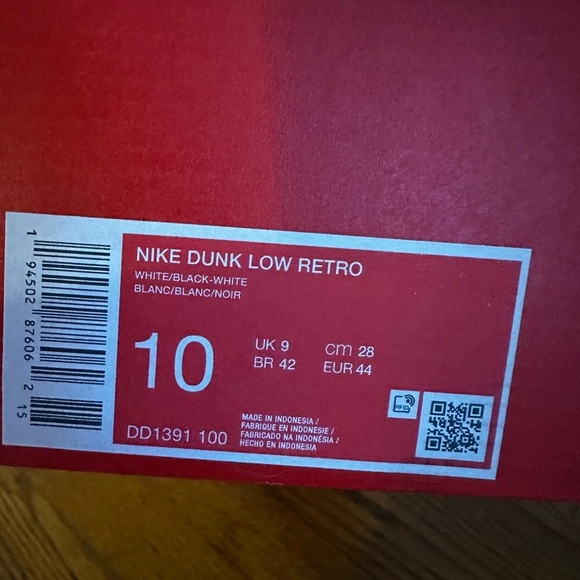 NIKE DUNK LOW RETRO
WHITE/BLACK-WHITE
BLANC/BLANC/NOIR
10
UK 9 cm 28
BR 42 EUR 44
RFID
DD1391 100
MADE IN INDONESIA /
FABRIQUE EN INDONESIE /
FABRICADO NA INDONÉSIA /
HECHO EN INDONESIA
1 94502 87606 2 15